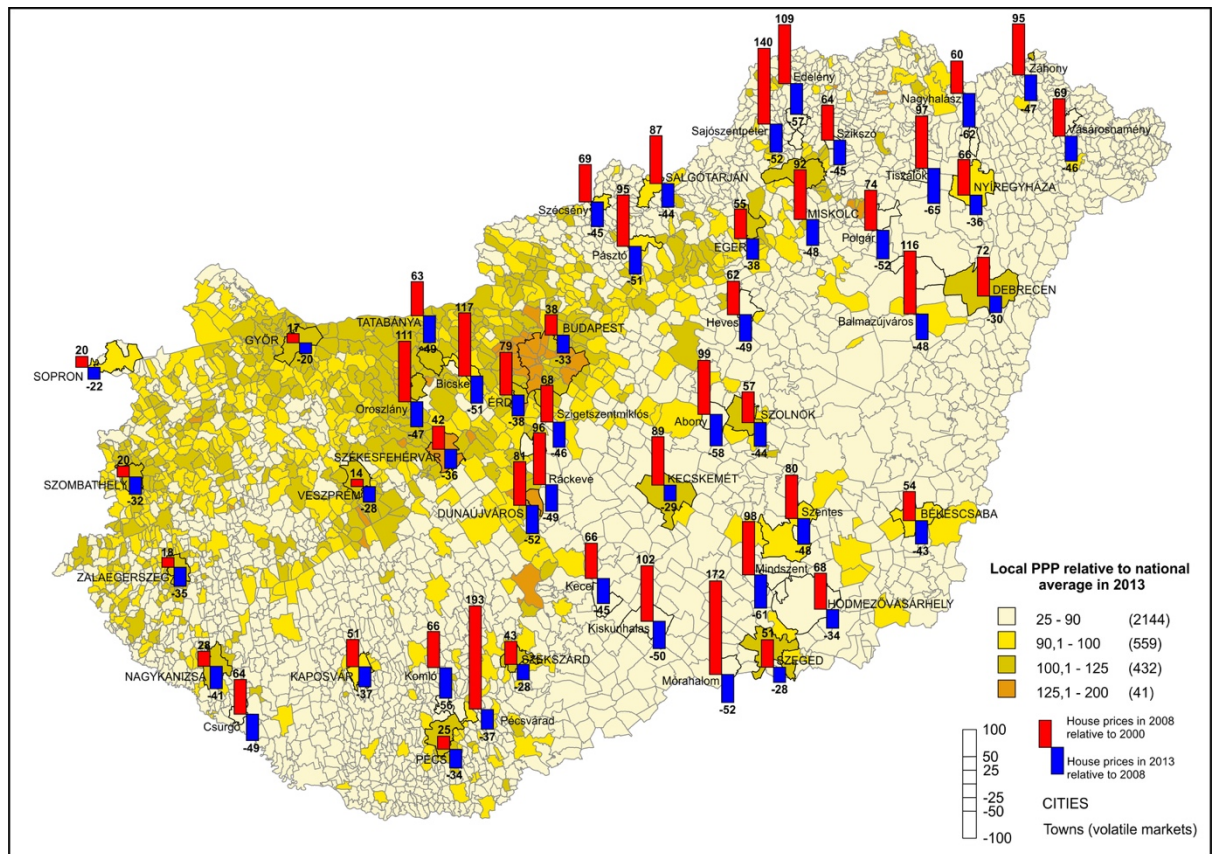 109
95
140
60
Edelény
Záhony
Nagyhalász
-47
69
-57
64
97
-62
Vásárosnamény
Sajószentpéter
Szikszó
87
-52
-46
-45
92
Tiszalök
66
69
SALGÓTARJÁN
NYÍREGYHÁZA
-65
74
Szécsény
-44
95
55
MISKOLC
-36
-45
Polgár
Pásztó
EGER
-48
116
72
-52
-38
-51
62
DEBRECEN
63
-30
117
38
Heves
Balmazújváros
TATABÁNYA
BUDAPEST
17
-49
-48
GYŐR
111
-33
-49
-20
20
79
99
SOPRON
-22
Bicske
-51
ÉRD
68
57
Oroszlány
-38
Szigetszentmiklós
Abony
SZOLNOK
-47
42
96
-46
89
-44
SZÉKESFEHÉRVÁR
-58
-36
20
81
80
14
Ráckeve
KECSKEMÉT
SZOMBATHELY
-32
VESZPRÉM
-28
-29
54
DUNAÚJVÁROS
-49
Szentes
BÉKÉSCSABA
-52
98
-48
-43
66
18
102
Mindszent
ZALAEGERSZEG
-35
172
68
Kecel
-45
-61
HÓDMEZŐVÁSÁRHELY
193
Kiskunhalas
-34
66
43
51
51
28
-50
SZEKSZÁRD
Mórahalom
SZEGED
NAGYKANIZSA
KAPOSVÁR
Komló
-28
-28
-41
-37
64
-55
-52
Csurgó
Pécsvárad
25
-37
-49
PÉCS
-34
Local PPP relative to national
average in 2013
25 - 90 (2144)
90,1 - 100 (559)
100,1 - 125 (432)
125,1 - 200 (41)
House prices in 2008
relative to 2000
House prices in 2013
relative to 2008
100
50
25
-25
-50
-100
CITIES
Towns (volatile markets)